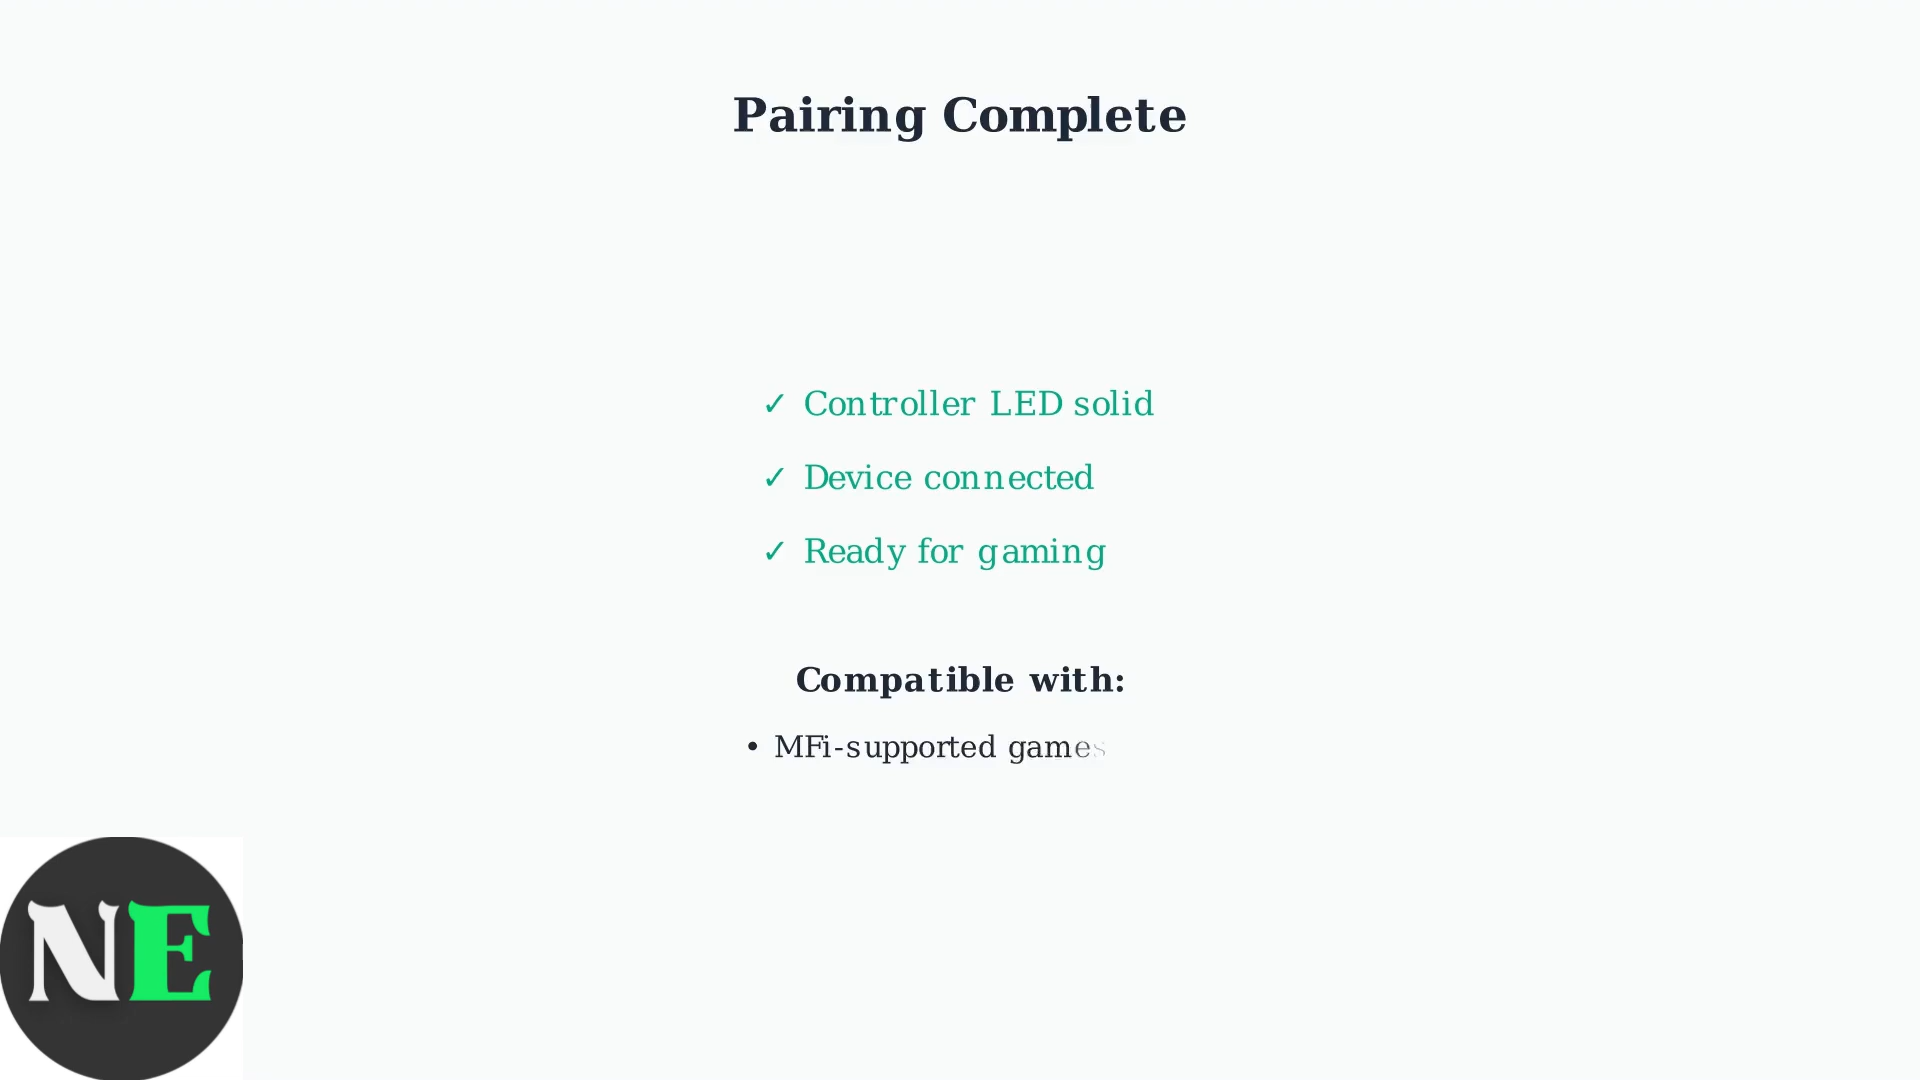 Pairing Complete
✓ Controller LED solid
✓ Device connected
✓ Ready for gaming
Compatible with:
• MFi-supported games
NE